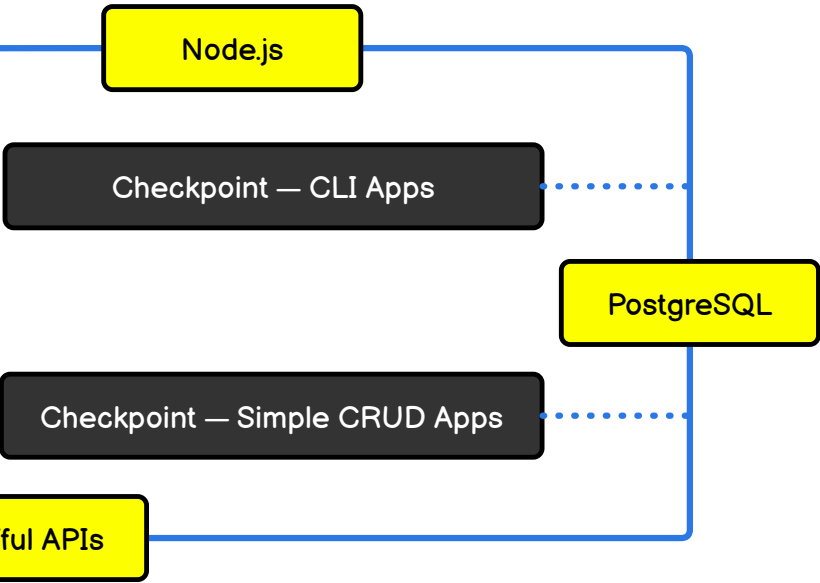 Node.js
Checkpoint — CLI Apps
PostgreSQL
Checkpoint — Simple CRUD Apps
ful APIs